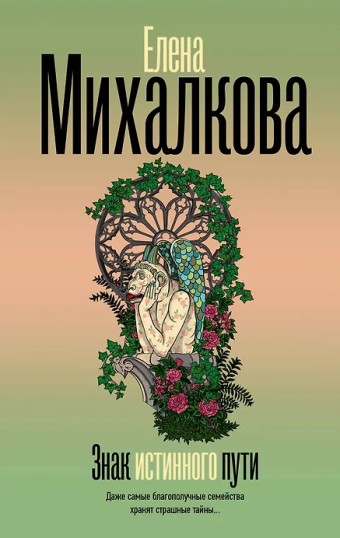 Елена
Михалкова
Знак истинного пути
Даже самые благополучные семейства
хранят страшные тайны...